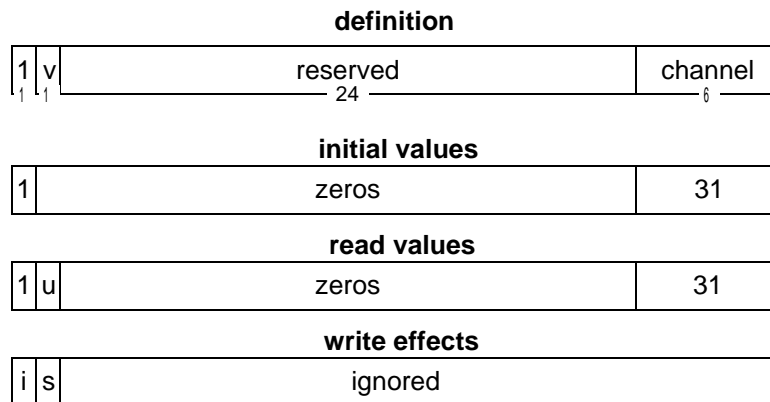 definition
1 v reserved channel
1 1 24 6
initial values
1 zeros 31
read values
1 u zeros 31
write effects
i s ignored